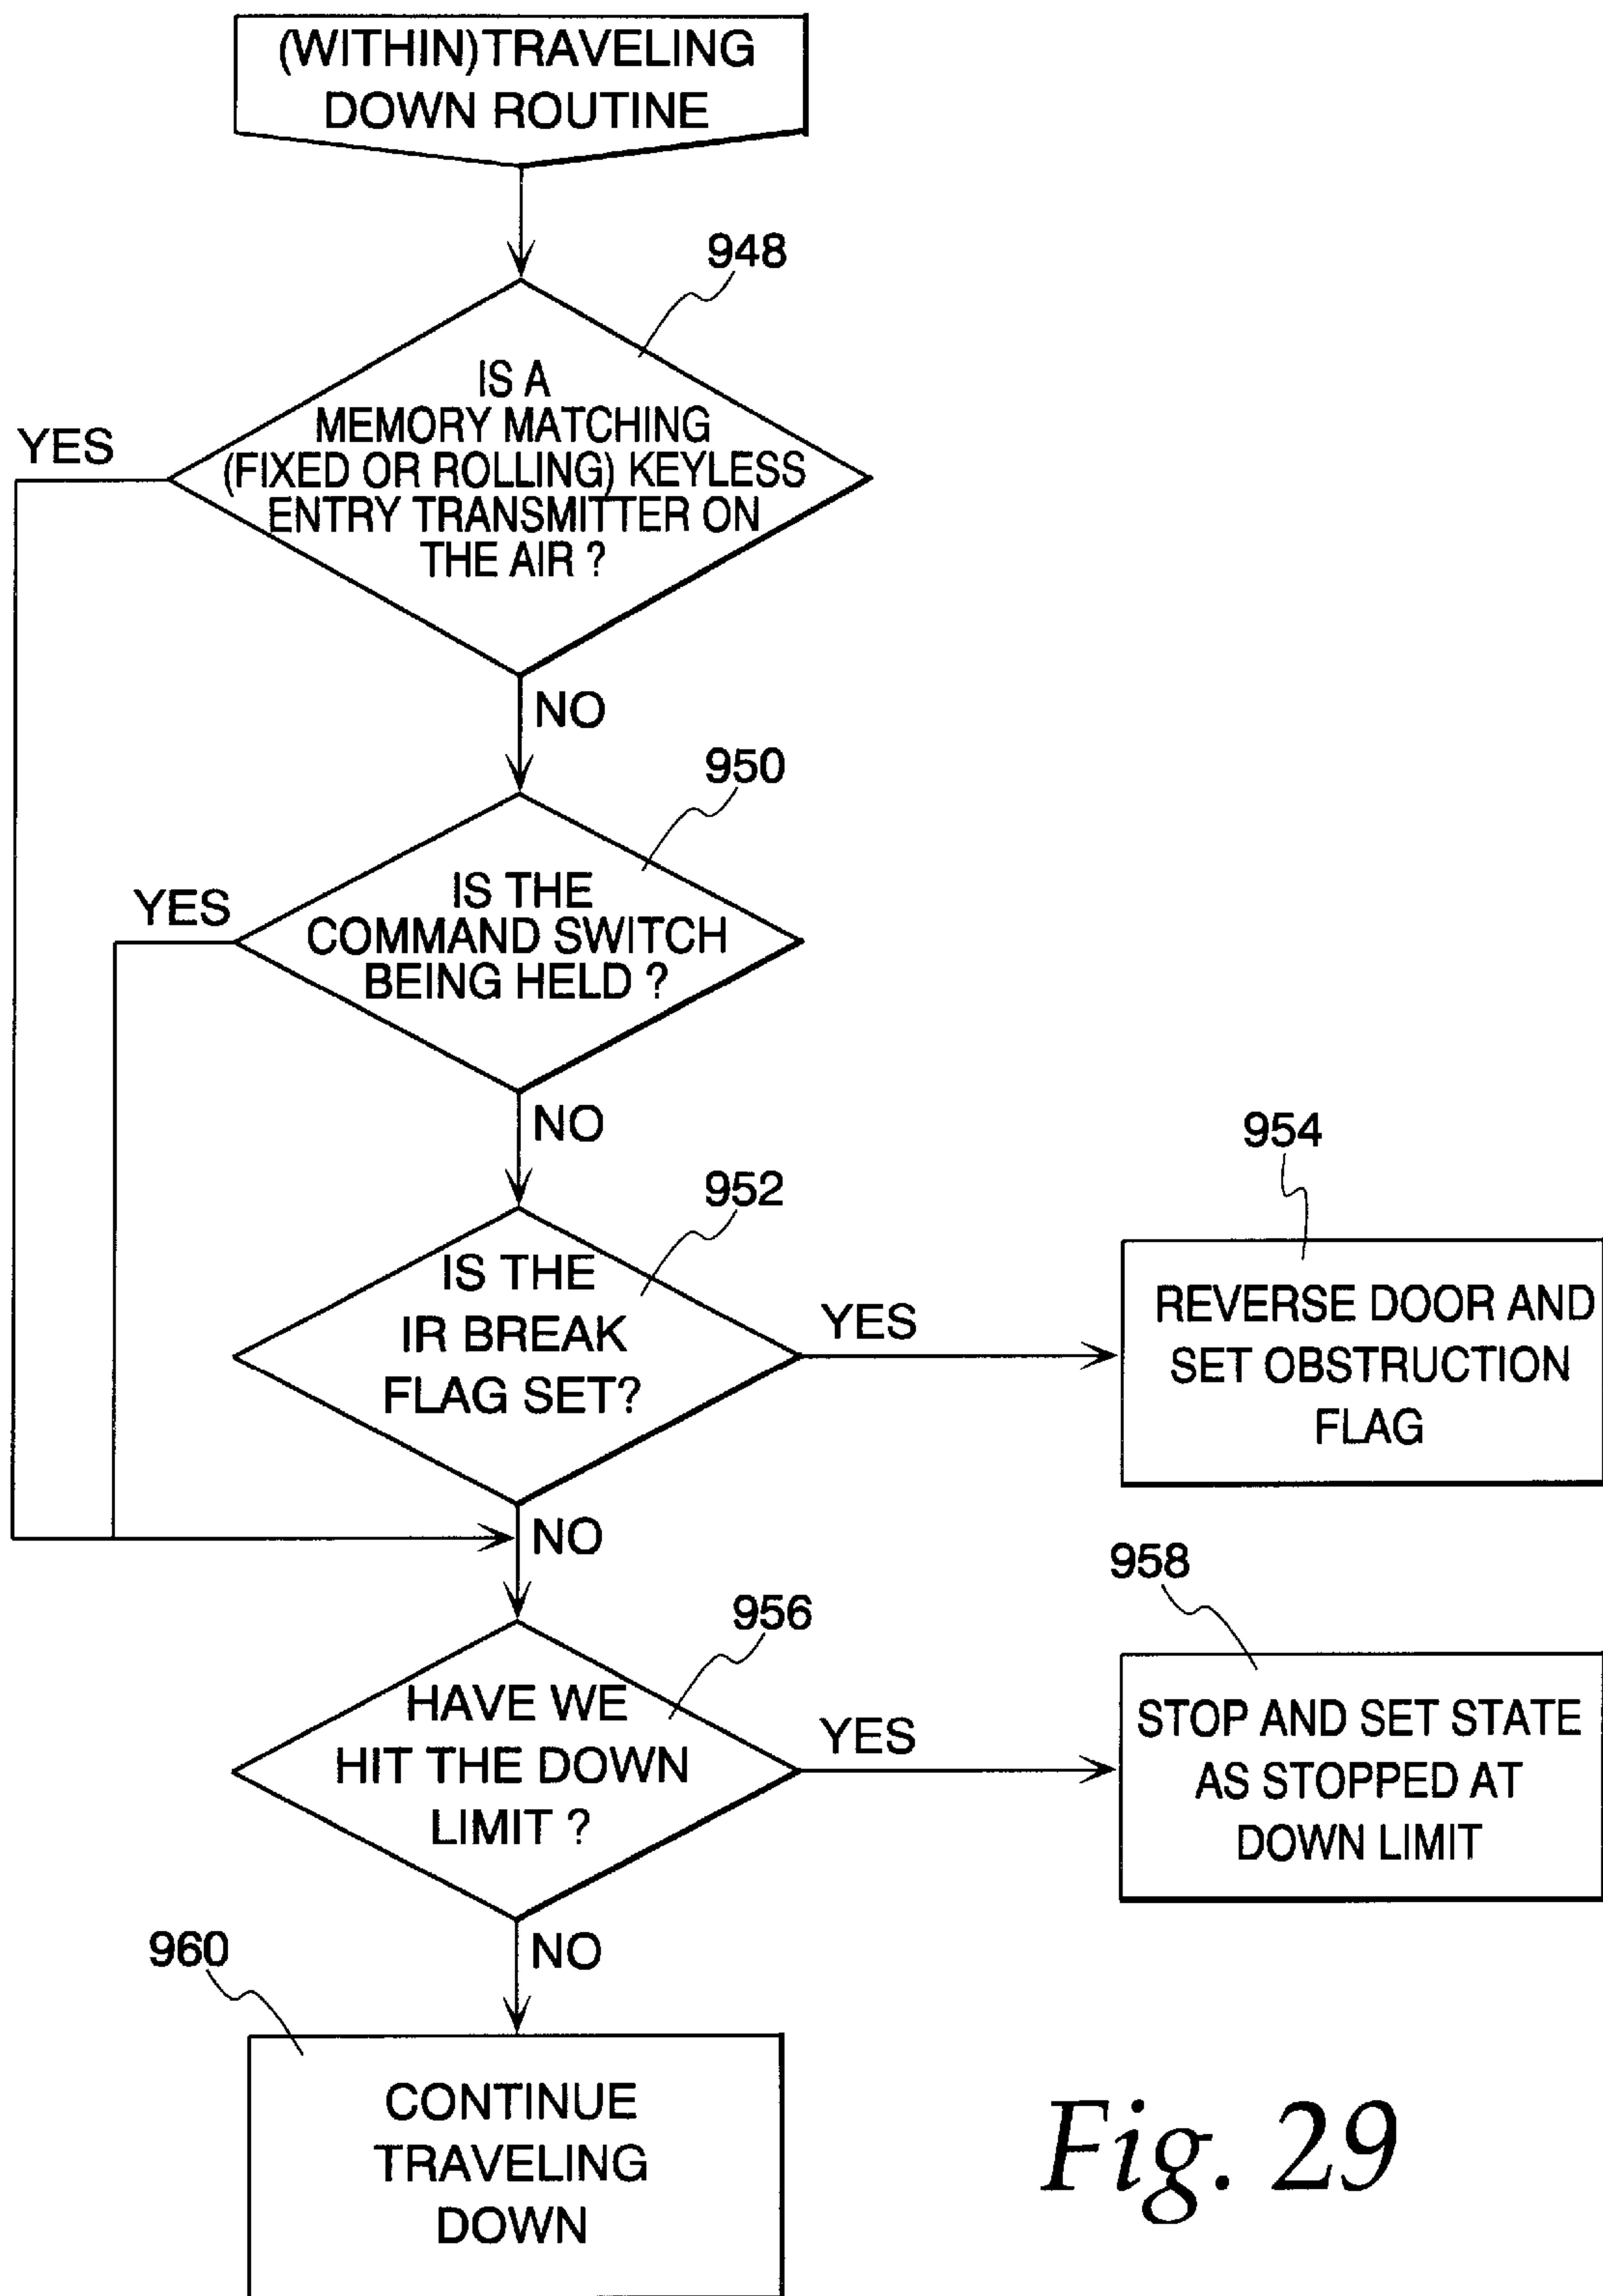 (WITHIN)TRAVELING
DOWN ROUTINE
948
IS A
MEMORY MATCHING
(FIXED OR ROLLING) KEYLESS
ENTRY TRANSMITTER ON
THE AIR ?
YES
NO
950
IS THE
COMMAND SWITCH
BEING HELD ?
YES
NO
952
IS THE
IR BREAK
FLAG SET?
YES
954
REVERSE DOOR AND
SET OBSTRUCTION
FLAG
NO
956
HAVE WE
HIT THE DOWN
LIMIT ?
YES
958
STOP AND SET STATE
AS STOPPED AT
DOWN LIMIT
NO
960
CONTINUE
TRAVELING
DOWN
Fig. 29